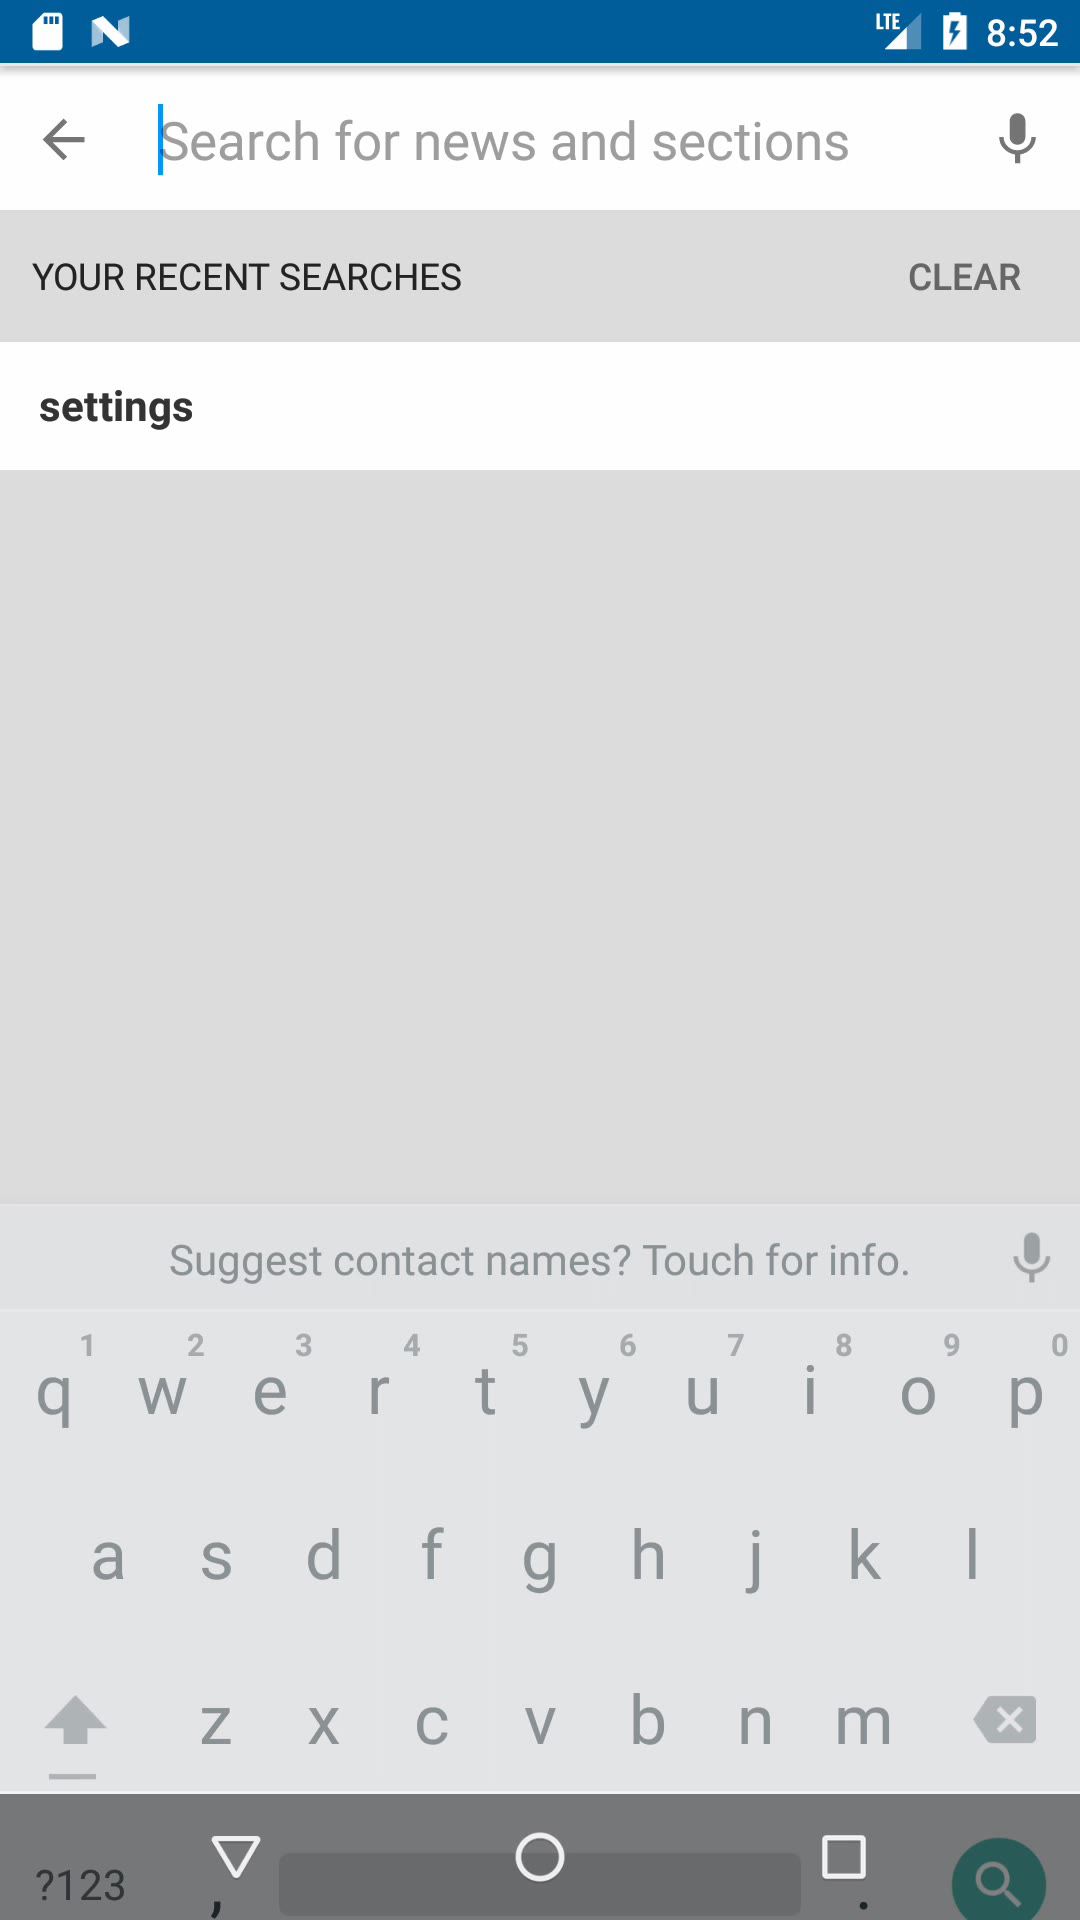 LTE 8:52
Search for news and sections
YOUR RECENT SEARCHES CLEAR
settings
Suggest contact names? Touch for info.
1 2 3 4 5 6 7 8 9 0
q w e r t y u i o p
a s d f g h j k l
z x c v b n m
?123 , .